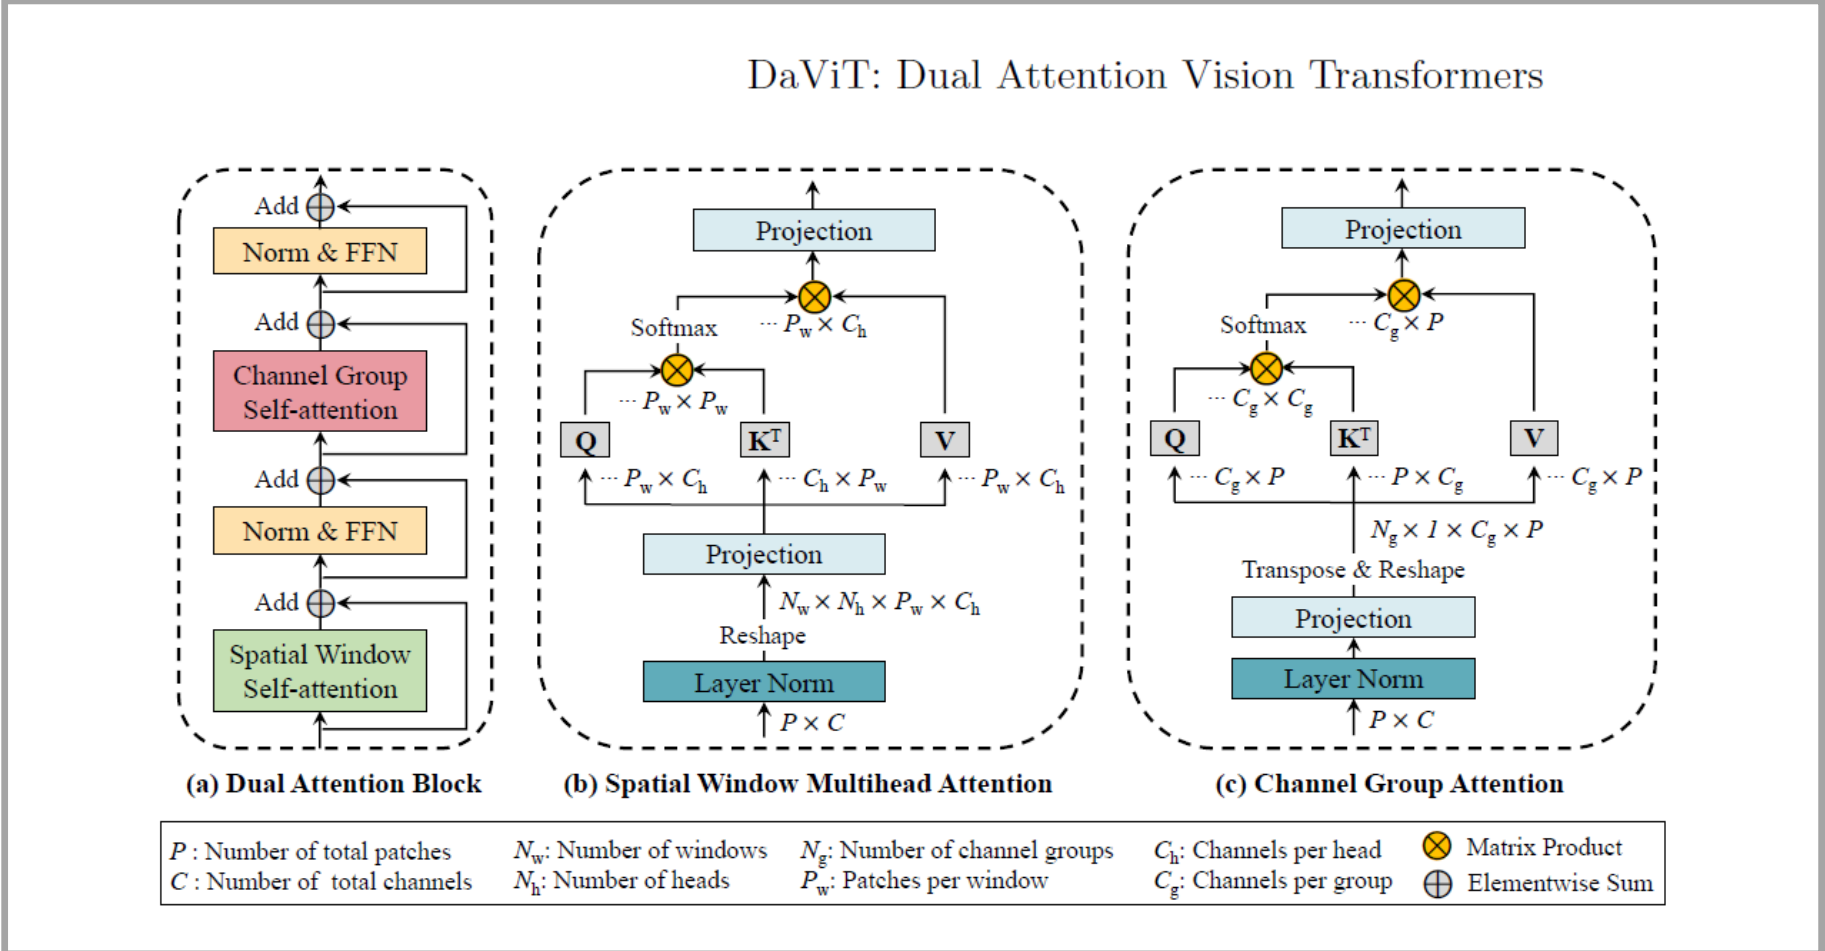 DaViT: Dual Attention Vision Transformers
Add
Norm & FFN
Add
Channel Group
Self-attention
Add
Norm & FFN
Add
Spatial Window
Self-attention
(a) Dual Attention Block
Projection
··· Pw × Ch
Softmax
··· Pw × Pw
Q
Kᵀ
V
··· Pw × Ch
··· Ch × Pw
··· Pw × Ch
Projection
Nw × Nh × Pw × Ch
Reshape
Layer Norm
P × C
(b) Spatial Window Multihead Attention
Projection
··· Cg × P
Softmax
··· Cg × Cg
Q
Kᵀ
V
··· Cg × P
··· P × Cg
··· Cg × P
Ng × 1 × Cg × P
Transpose & Reshape
Projection
Layer Norm
P × C
(c) Channel Group Attention
P : Number of total patches
C : Number of total channels
Nw: Number of windows
Nh: Number of heads
Ng: Number of channel groups
Pw: Patches per window
Ch: Channels per head
Cg: Channels per group
Matrix Product
Elementwise Sum